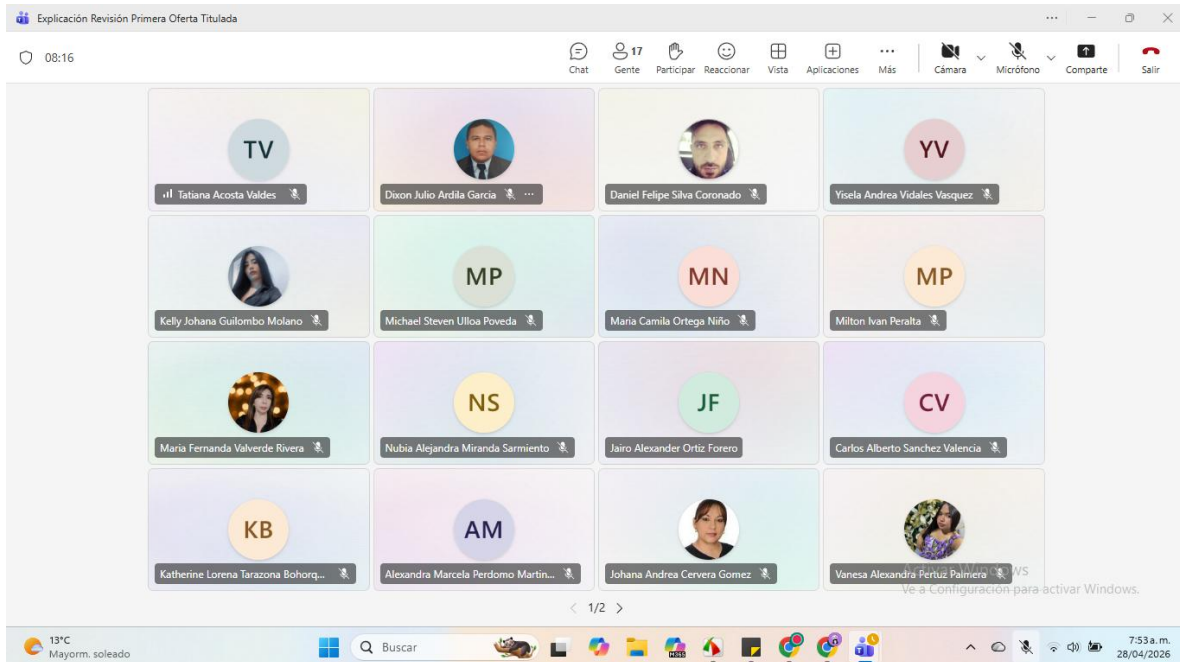 Explicación Revisión Primera Oferta Titulada
08:16
Chat
17
Gente
Participar
Reaccionar
Vista
Aplicaciones
Más
Cámara
Micrófono
Comparte
Salir
TV
Tatiana Acosta Valdes
Dixon Julio Ardila Garcia
Daniel Felipe Silva Coronado
YV
Yisela Andrea Vidales Vasquez
Kelly Johana Guilombo Molano
MP
Michael Steven Ulloa Poveda
MN
Maria Camila Ortega Niño
MP
Milton Ivan Peralta
Maria Fernanda Valverde Rivera
NS
Nubia Alejandra Miranda Sarmiento
JF
Jairo Alexander Ortiz Forero
CV
Carlos Alberto Sanchez Valencia
KB
Katherine Lorena Tarazona Bohorq...
AM
Alexandra Marcela Perdomo Martin...
Johana Andrea Cervera Gomez
Vanesa Alexandra Pertuz Palmera
Activar Windows
Ve a Configuración para activar Windows.
1/2
13°C
Mayorm. soleado
Buscar
M365
7:53 a. m.
28/04/2026